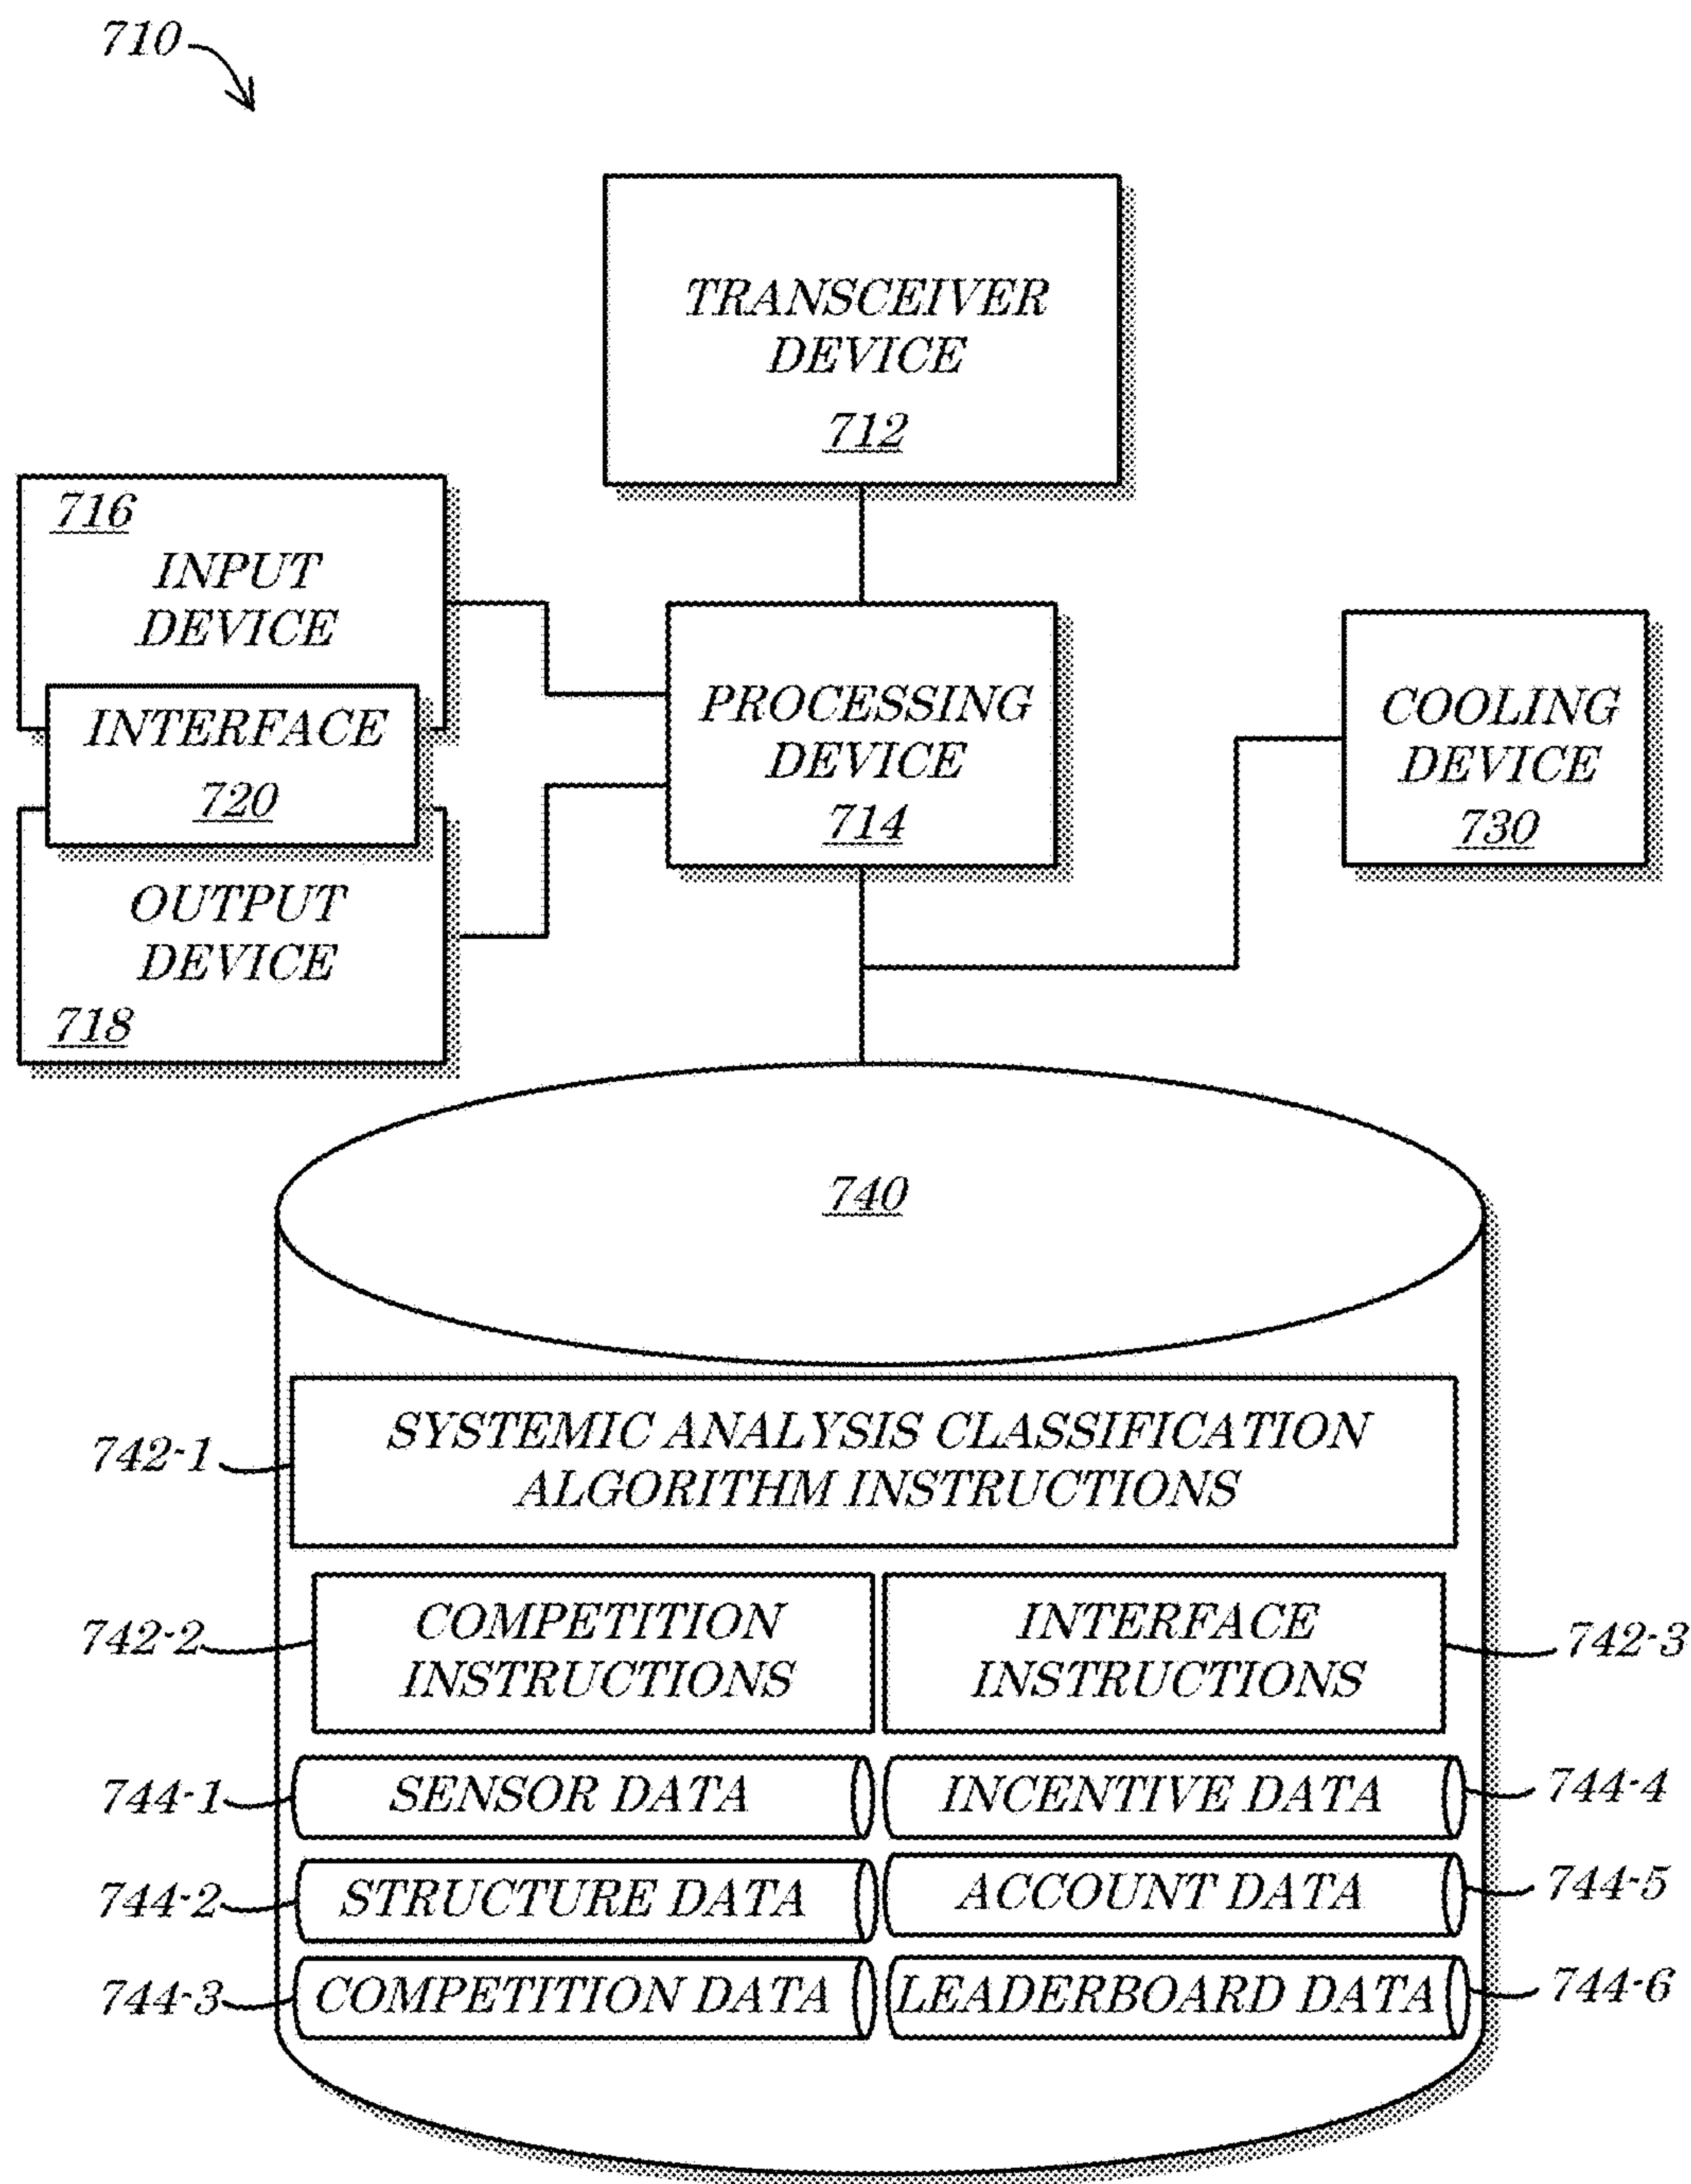 710
TRANSCEIVER
DEVICE
712
716
INPUT
DEVICE
INTERFACE
720
OUTPUT
DEVICE
718
PROCESSING
DEVICE
714
COOLING
DEVICE
730
740
742-1
SYSTEMIC ANALYSIS CLASSIFICATION
ALGORITHM INSTRUCTIONS
742-2
COMPETITION
INSTRUCTIONS
INTERFACE
INSTRUCTIONS
742-3
744-1
SENSOR DATA
INCENTIVE DATA
744-4
744-2
STRUCTURE DATA
ACCOUNT DATA
744-5
744-3
COMPETITION DATA
LEADERBOARD DATA
744-6